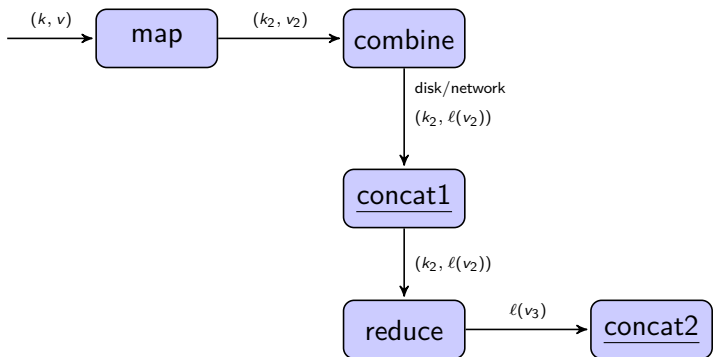 (k, v)
map
(k₂, v₂)
combine
disk/network
(k₂, ℓ(v₂))
concat1
(k₂, ℓ(v₂))
reduce
ℓ(v₃)
concat2